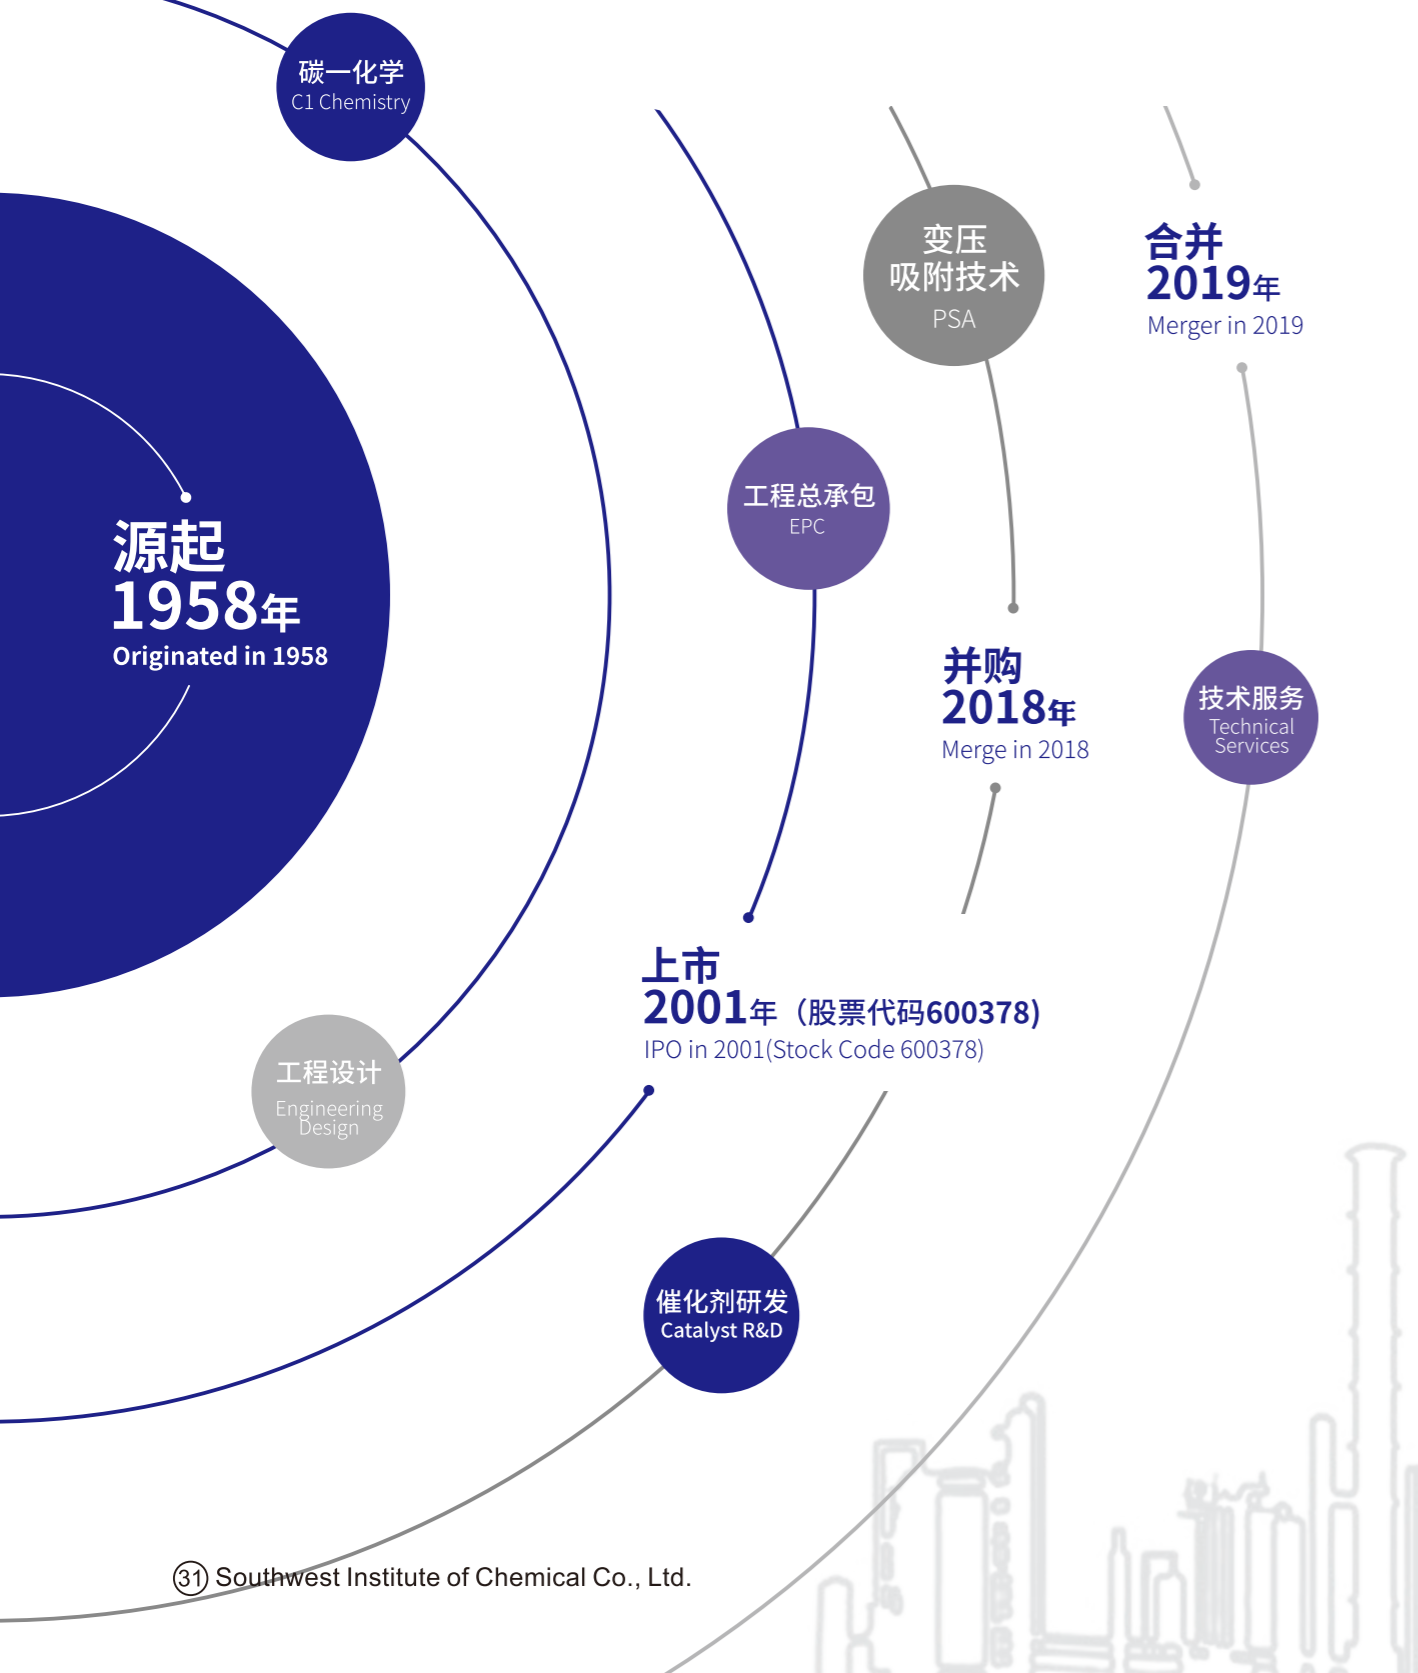 碳一化学
C1 Chemistry
变压
吸附技术
PSA
合并
2019年
Merger in 2019
工程总承包
EPC
源起
1958年
Originated in 1958
并购
2018年
Merge in 2018
技术服务
Technical
Services
上市
2001年（股票代码600378)
IPO in 2001(Stock Code 600378)
工程设计
Engineering
Design
催化剂研发
Catalyst R&D
31 Southwest Institute of Chemical Co., Ltd.